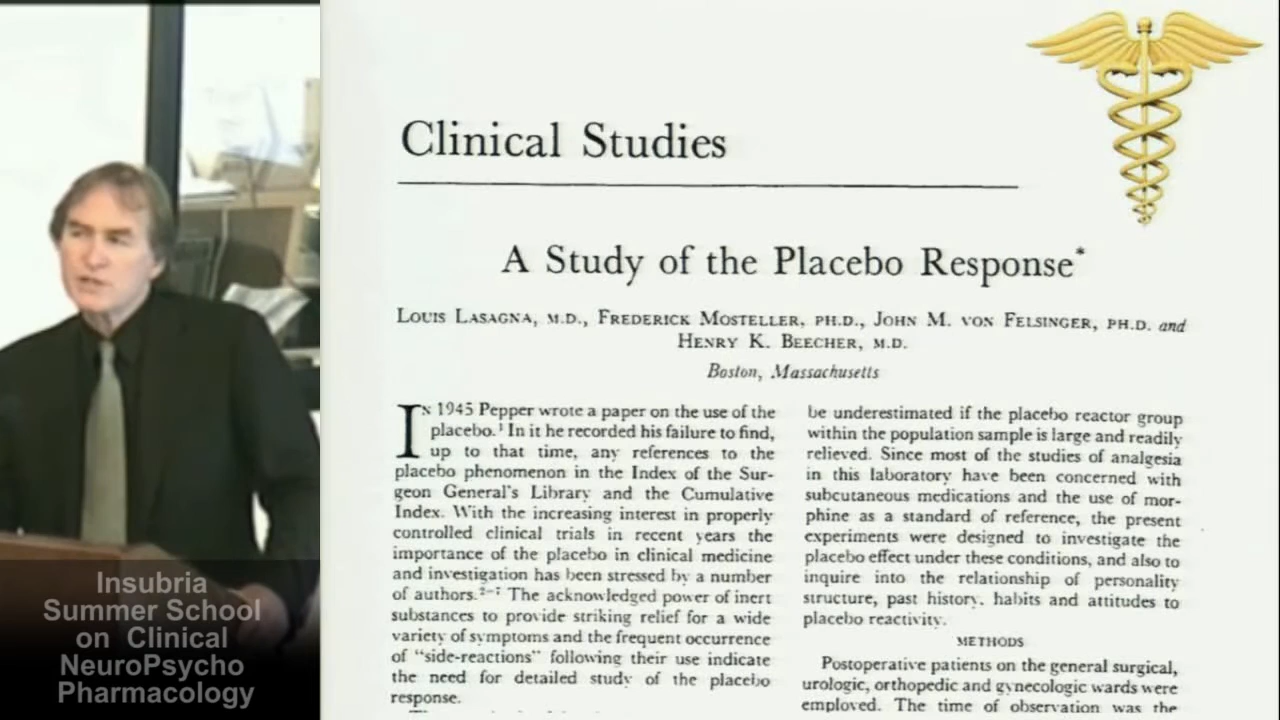 Clinical Studies
A Study of the Placebo Response*
LOUIS LASAGNA, M.D., FREDERICK MOSTELLER, PH.D., JOHN M. VON FELSINGER, PH.D. and
HENRY K. BEECHER, M.D.
Boston, Massachusetts
IN 1945 Pepper wrote a paper on the use of the
placebo.¹ In it he recorded his failure to find,
up to that time, any references to the
placebo phenomenon in the Index of the Sur-
geon General's Library and the Cumulative
Index. With the increasing interest in properly
controlled clinical trials in recent years the
importance of the placebo in clinical medicine
and investigation has been stressed by a number
of authors.²⁻⁷ The acknowledged power of inert
substances to provide striking relief for a wide
variety of symptoms and the frequent occurrence
of "side-reactions" following their use indicate
the need for detailed study of the placebo
response.
be underestimated if the placebo reactor group
within the population sample is large and readily
relieved. Since most of the studies of analgesia
in this laboratory have been concerned with
subcutaneous medications and the use of mor-
phine as a standard of reference, the present
experiments were designed to investigate the
placebo effect under these conditions, and also to
inquire into the relationship of personality
structure, past history, habits and attitudes to
placebo reactivity.
METHODS
Postoperative patients on the general surgical,
urologic, orthopedic and gynecologic wards were
employed. The time of observation was the
Insubria
Summer School
on Clinical
NeuroPsycho
Pharmacology